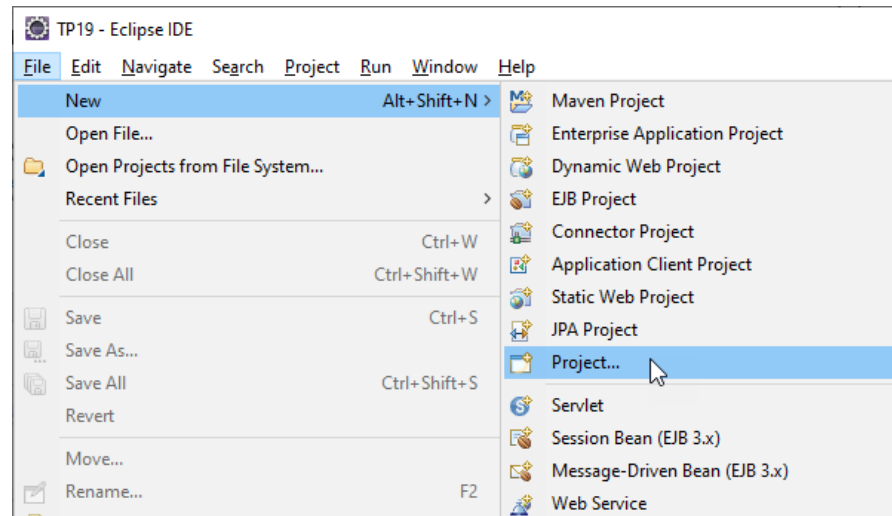 TP19 - Eclipse IDE
File Edit Navigate Search Project Run Window Help
New Alt+Shift+N >
Open File...
Open Projects from File System...
Recent Files >
Close Ctrl+W
Close All Ctrl+Shift+W
Save Ctrl+S
Save As...
Save All Ctrl+Shift+S
Revert
Move...
Rename... F2
Maven Project
Enterprise Application Project
Dynamic Web Project
EJB Project
Connector Project
Application Client Project
Static Web Project
JPA Project
Project...
Servlet
Session Bean (EJB 3.x)
Message-Driven Bean (EJB 3.x)
Web Service